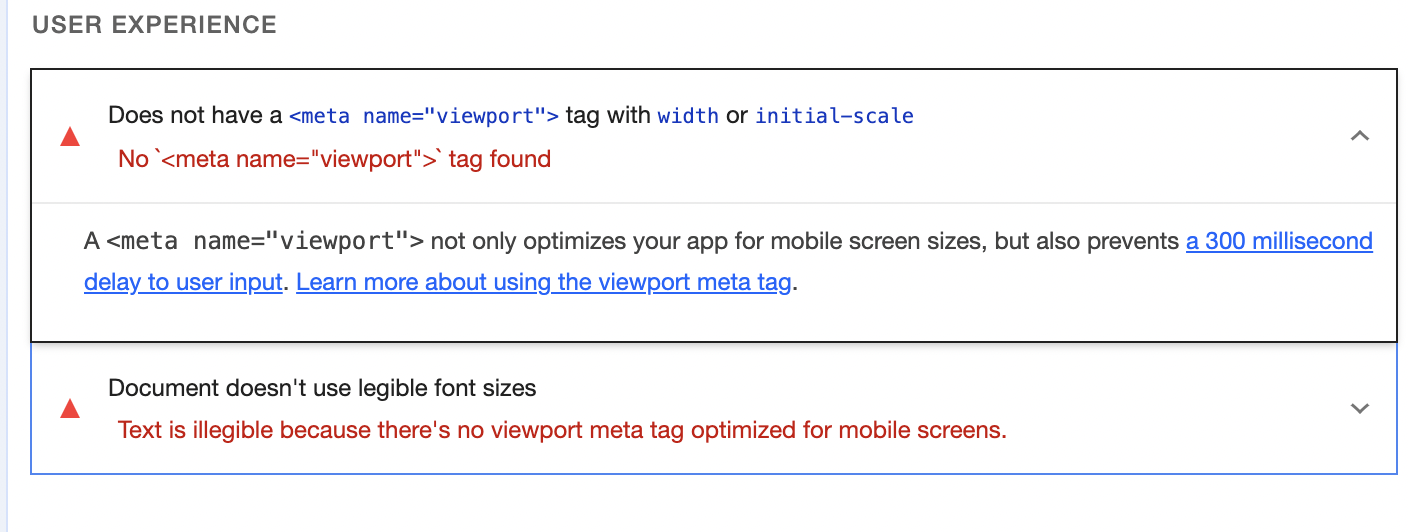 USER EXPERIENCE
Does not have a <meta name="viewport"> tag with width or initial-scale
No `<meta name="viewport">` tag found
A <meta name="viewport"> not only optimizes your app for mobile screen sizes, but also prevents a 300 millisecond
delay to user input. Learn more about using the viewport meta tag.
Document doesn't use legible font sizes
Text is illegible because there's no viewport meta tag optimized for mobile screens.